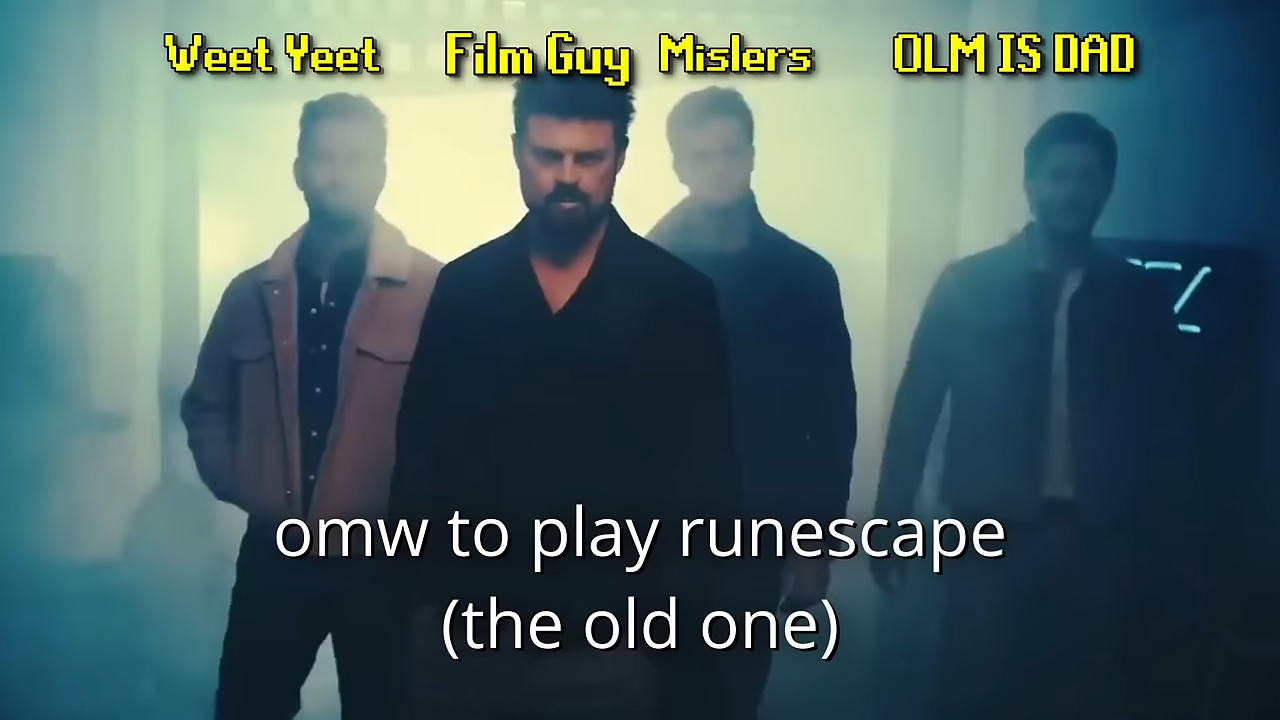 Weet Yeet Film Guy Mislers OLM IS DAD
omw to play runescape
(the old one)